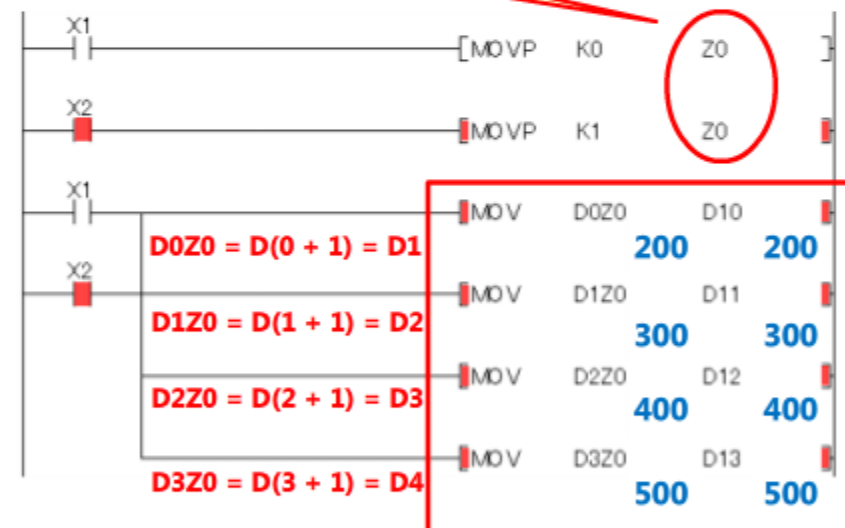 X1
[MOVP K0 Z0 ]
X2
[MOVP K1 Z0 ]
X1
[MOV D0Z0 D10 ]
D0Z0 = D(0 + 1) = D1 200 200
X2
[MOV D1Z0 D11 ]
D1Z0 = D(1 + 1) = D2 300 300
[MOV D2Z0 D12 ]
D2Z0 = D(2 + 1) = D3 400 400
[MOV D3Z0 D13 ]
D3Z0 = D(3 + 1) = D4 500 500